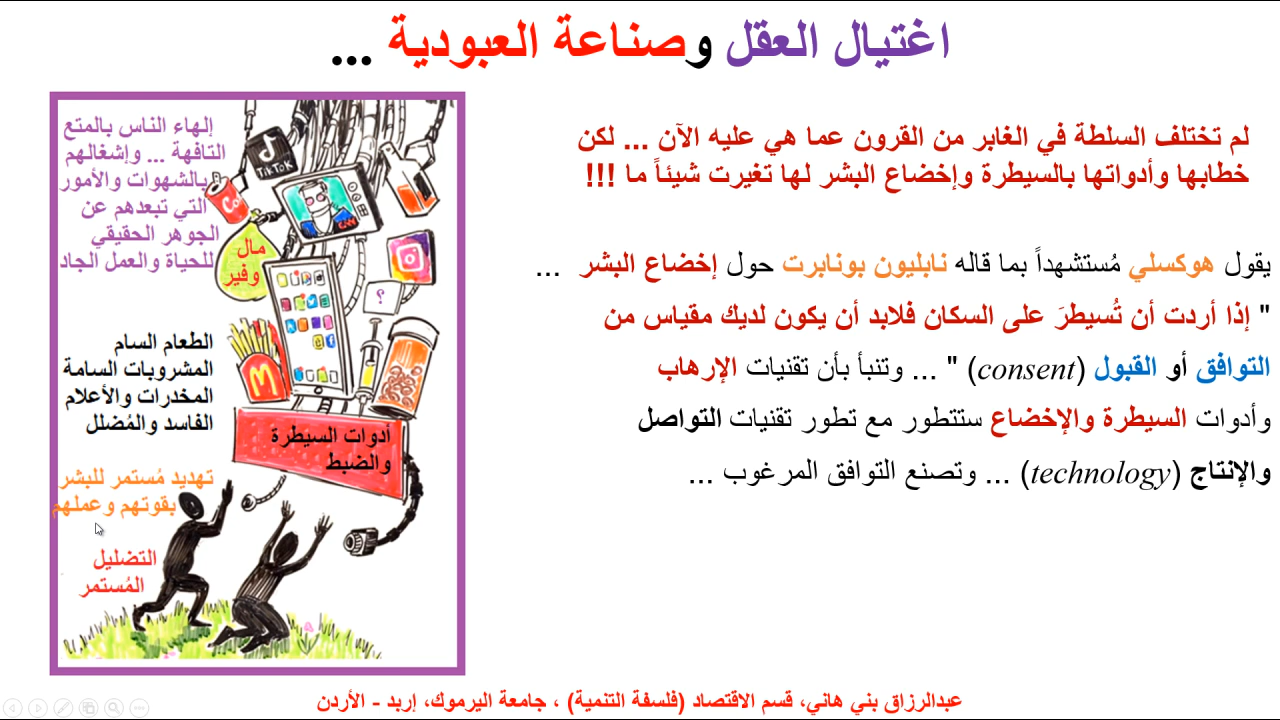 اغتيال العقل وصناعة العبودية ...
لم تختلف السلطة في الغابر من القرون عما هي عليه الآن ... لكن
خطابها وأدواتها بالسيطرة وإخضاع البشر لها تغيرت شيئاً ما !!!
يقول هوكسلي مُستشهداً بما قاله نابليون بونابرت حول إخضاع البشر ...
" إذا أردت أن تُسيطرَ على السكان فلابد أن يكون لديك مقياس من
التوافق أو القبول (consent) " ... وتنبأ بأن تقنيات الإرهاب
وأدوات السيطرة والإخضاع ستتطور مع تطور تقنيات التواصل
والإنتاج (technology) ... وتصنع التوافق المرغوب ...
إلهاء الناس بالمتع
التافهة ... وإشغالهم
بالشهوات والأمور
التي تبعدهم عن
الجوهر الحقيقي
للحياة والعمل الجاد
TikTok
مال
وفير
؟
الطعام السام
المشروبات السامة
المخدرات والأعلام
الفاسد والمُضلل
أدوات السيطرة
والضبط
تهديد مُستمر للبشر
بقوتهم وعملهم
التضليل
المُستمر
عبدالرزاق بني هاني، قسم الاقتصاد (فلسفة التنمية) ، جامعة اليرموك، إربد - الأردن